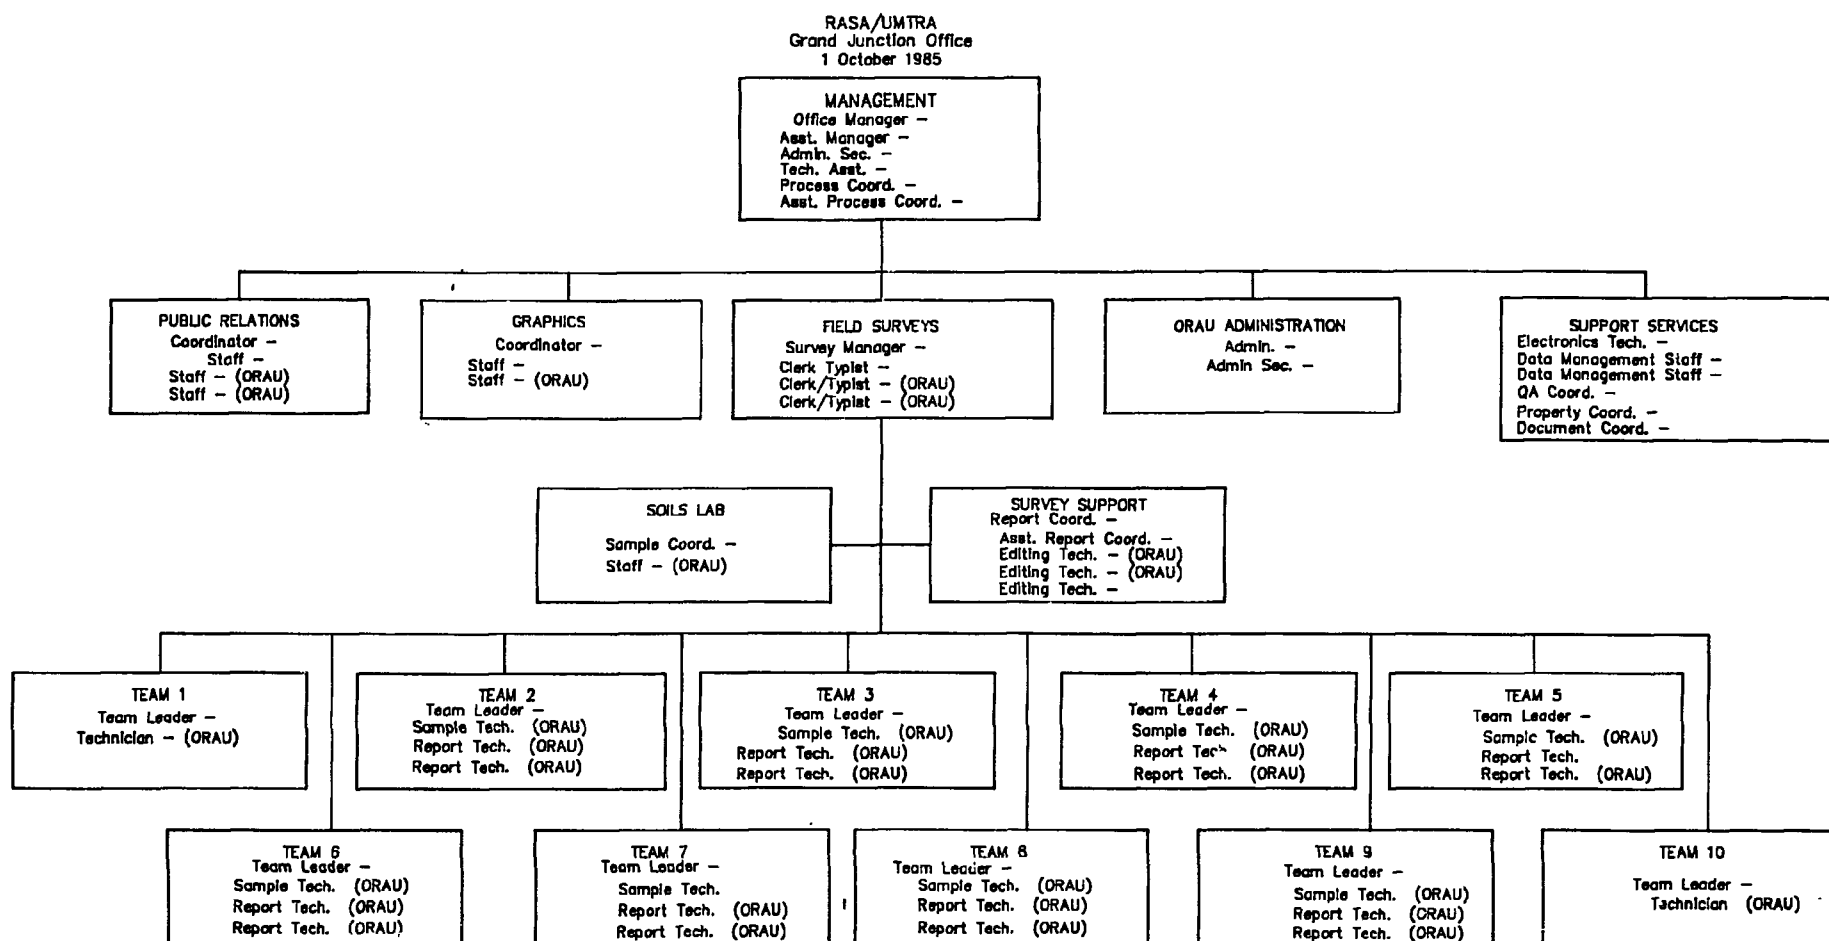 RASA/UMTRA
Grand Junction Office
1 October 1985
MANAGEMENT
Office Manager –
Asst. Manager –
Admin. Sec. –
Tech. Asst. –
Process Coord. –
Asst. Process Coord. –
PUBLIC RELATIONS
Coordinator –
Staff –
Staff – (ORAU)
Staff – (ORAU)
GRAPHICS
Coordinator –
Staff –
Staff – (ORAU)
FIELD SURVEYS
Survey Manager –
Clerk Typist –
Clerk/Typist – (ORAU)
Clerk/Typist – (ORAU)
ORAU ADMINISTRATION
Admin. –
Admin Sec. –
SUPPORT SERVICES
Electronics Tech. –
Data Management Staff –
Data Management Staff –
QA Coord. –
Property Coord. –
Document Coord. –
SOILS LAB
Sample Coord. –
Staff – (ORAU)
SURVEY SUPPORT
Report Coord. –
Asst. Report Coord. –
Editing Tech. – (ORAU)
Editing Tech. – (ORAU)
Editing Tech. –
TEAM 1
Team Leader –
Technician – (ORAU)
TEAM 2
Team Leader –
Sample Tech. (ORAU)
Report Tech. (ORAU)
Report Tech. (ORAU)
TEAM 3
Team Leader –
Sample Tech. (ORAU)
Report Tech. (ORAU)
Report Tech. (ORAU)
TEAM 4
Team Leader –
Sample Tech. (ORAU)
Report Tech. (ORAU)
Report Tech. (ORAU)
TEAM 5
Team Leader –
Sample Tech. (ORAU)
Report Tech.
Report Tech. (ORAU)
TEAM 6
Team Leader –
Sample Tech. (ORAU)
Report Tech. (ORAU)
Report Tech. (ORAU)
TEAM 7
Team Leader –
Sample Tech.
Report Tech. (ORAU)
Report Tech. (ORAU)
TEAM 8
Team Leader –
Sample Tech. (ORAU)
Report Tech. (ORAU)
Report Tech. (ORAU)
TEAM 9
Team Leader –
Sample Tech. (ORAU)
Report Tech. (ORAU)
Report Tech. (ORAU)
TEAM 10
Team Leader –
Technician (ORAU)